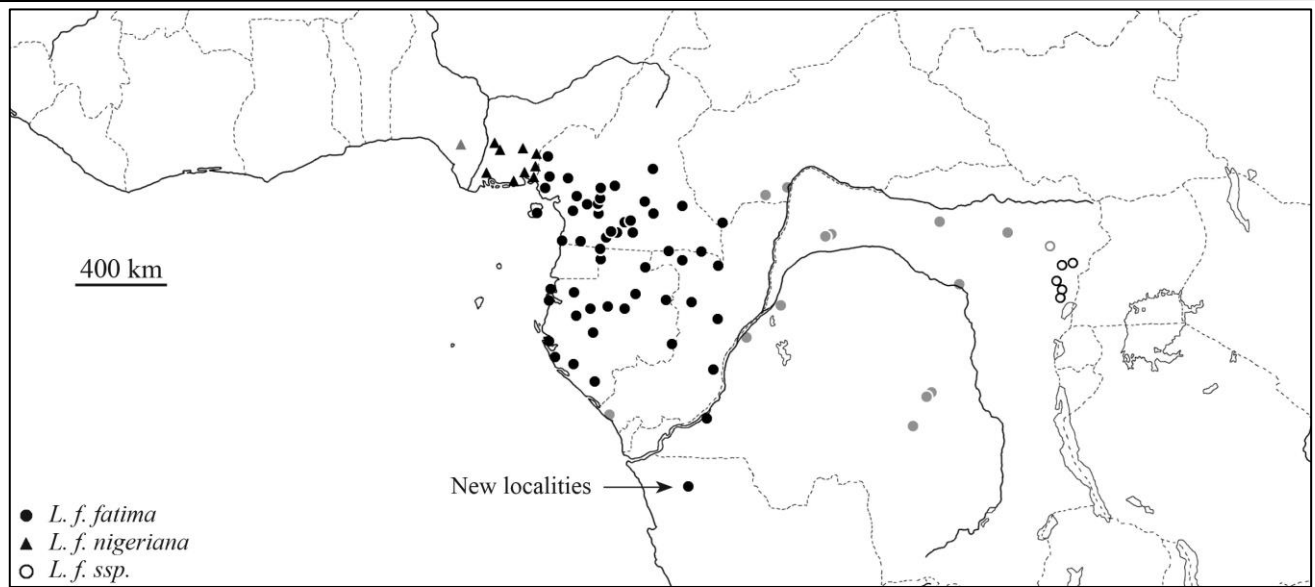 400 km
New localities
L. f. fatima
L. f. nigeriana
L. f. ssp.